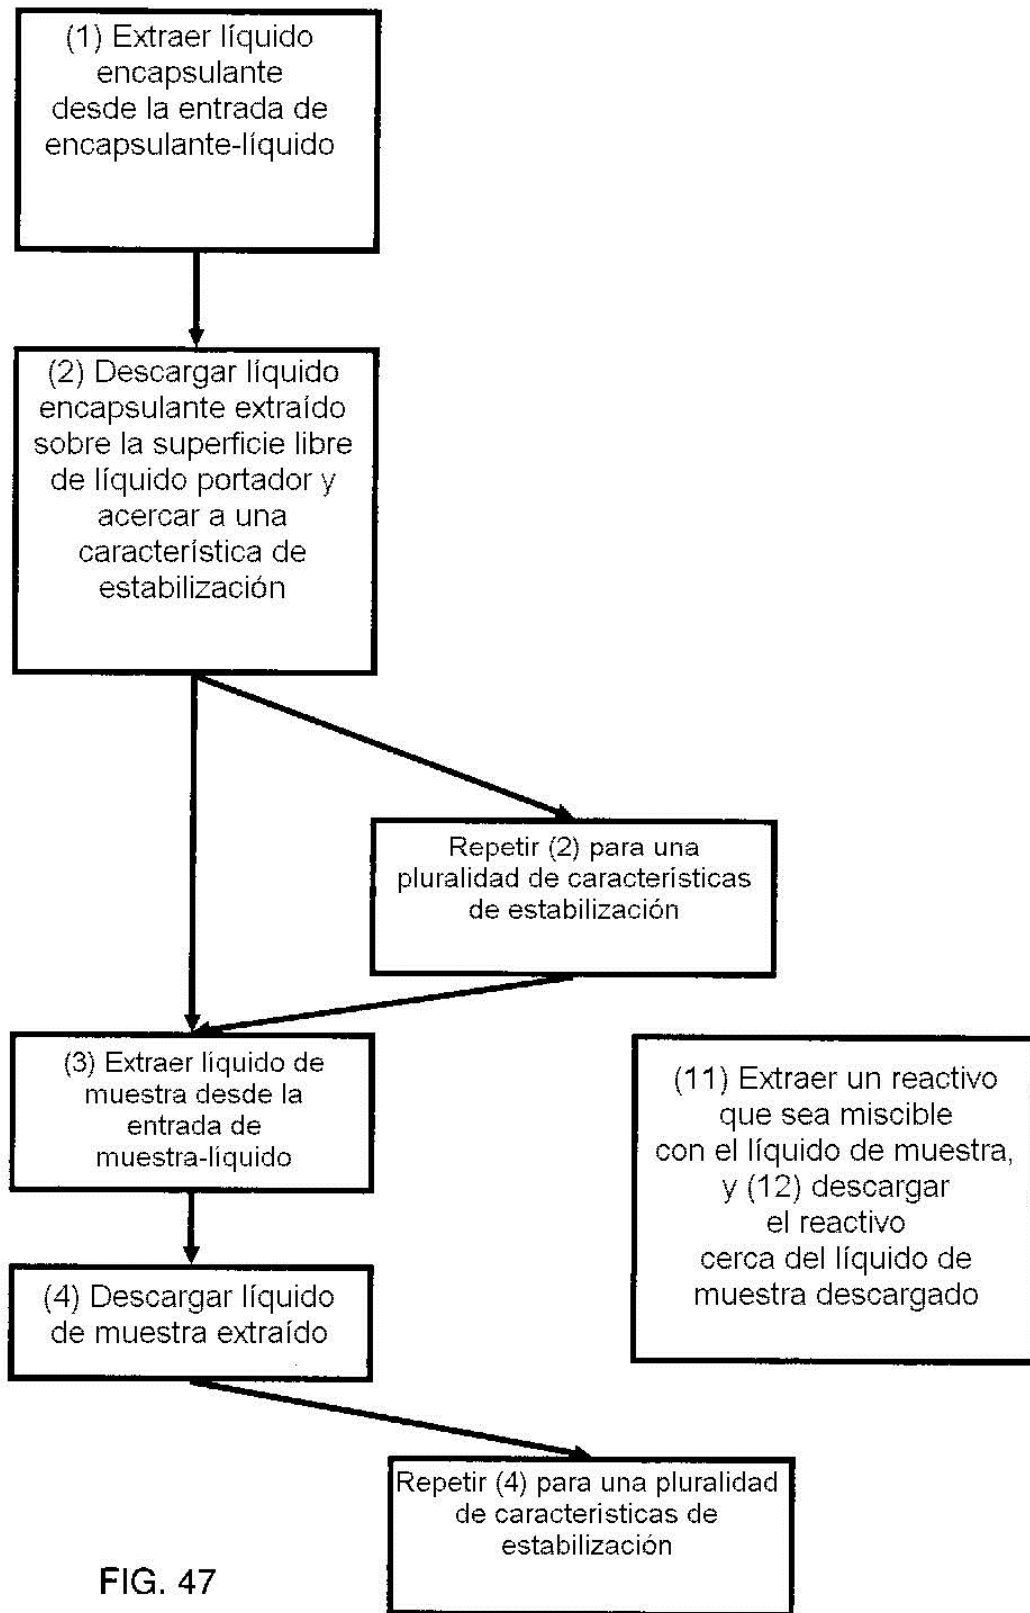 (1) Extraer líquido
encapsulante
desde la entrada de
encapsulante-líquido
(2) Descargar líquido
encapsulante extraído
sobre la superficie libre
de líquido portador y
acercar a una
característica de
estabilización
Repetir (2) para una
pluralidad de características
de estabilización
(3) Extraer líquido de
muestra desde la
entrada de
muestra-líquido
(11) Extraer un reactivo
que sea miscible
con el líquido de muestra,
y (12) descargar
el reactivo
cerca del líquido de
muestra descargado
(4) Descargar líquido
de muestra extraído
Repetir (4) para una pluralidad
de características de
estabilización
FIG. 47